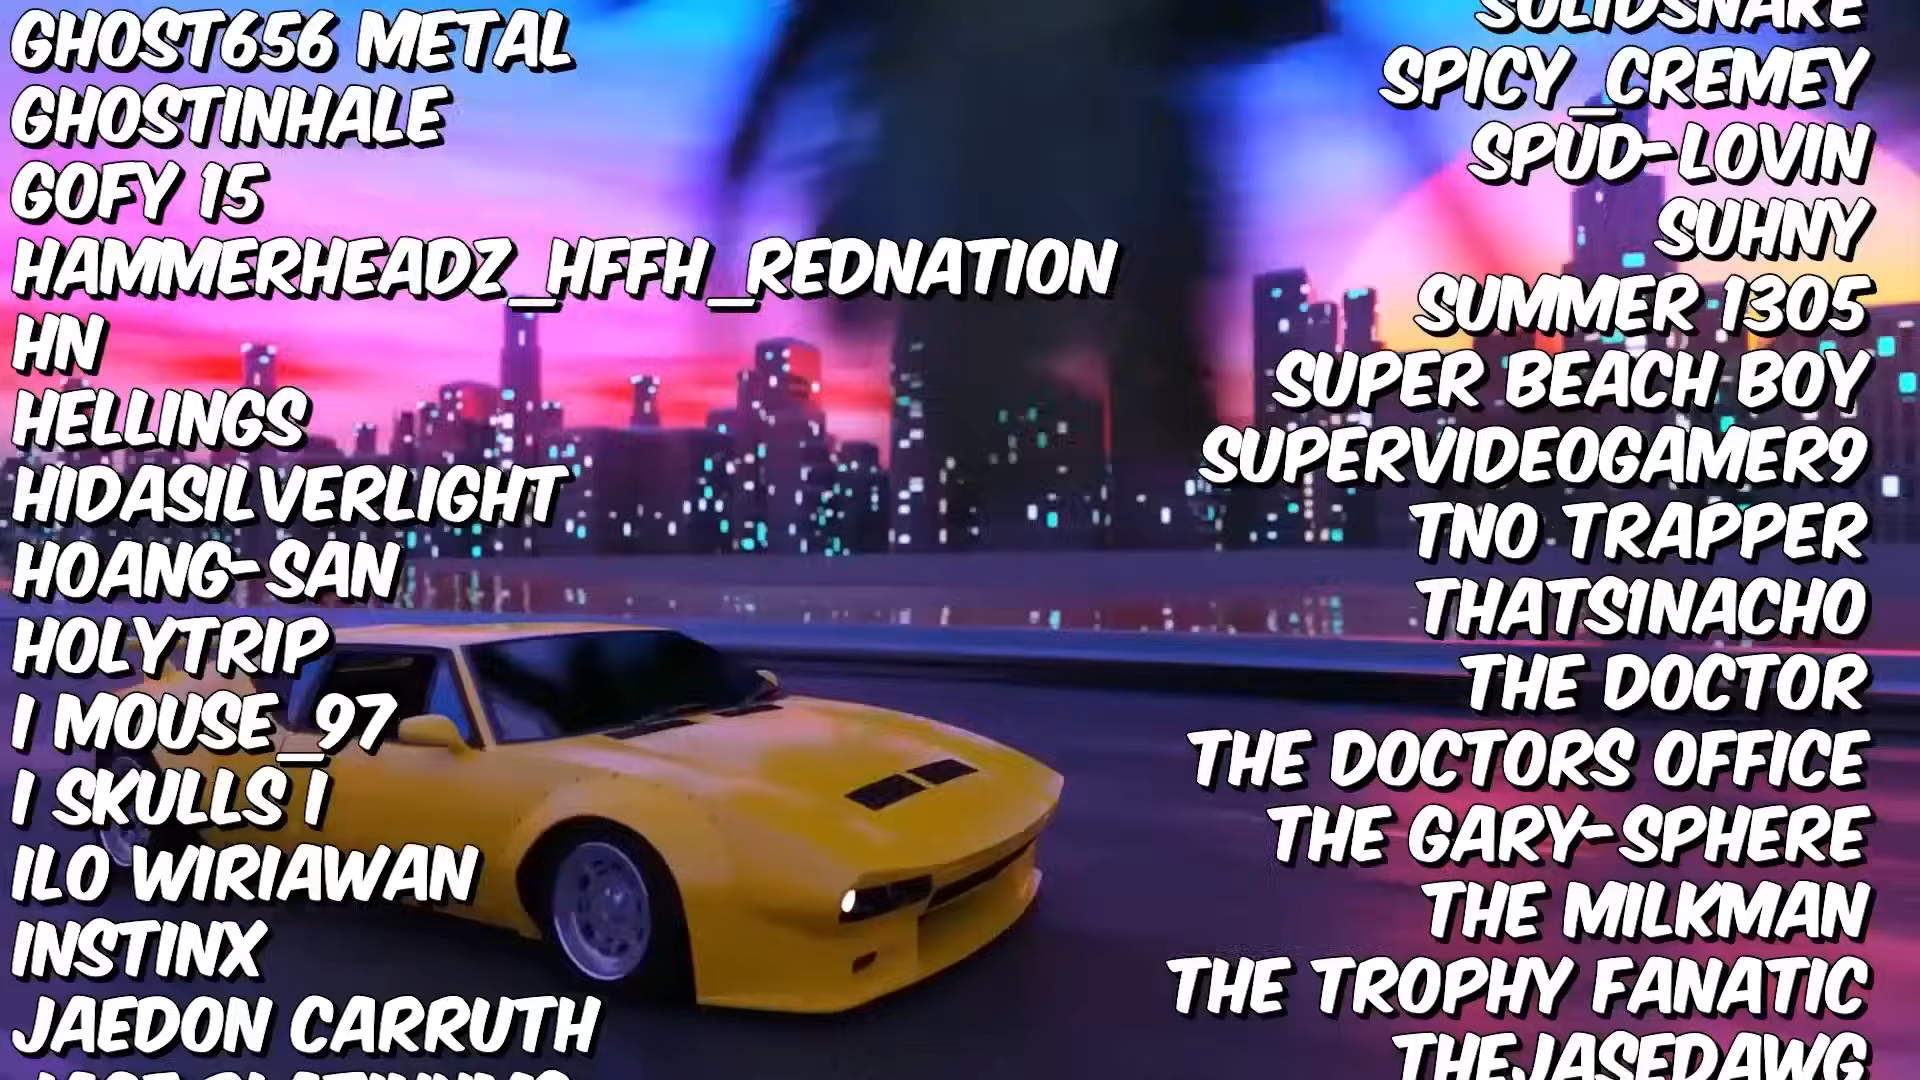 GHOST656 METAL
GHOSTINHALE
GOFY 15
HAMMERHEADZ_HFFH_REDNATION
HN
HELLINGS
HIDASILVERLIGHT
HOANG-SAN
HOLYTRIP
I MOUSE_97
I SKULLS I
ILO WIRIAWAN
INSTINX
JAEDON CARRUTH
SOLIDSNAKE
SPICY_CREMEY
SPUD-LOVIN
SUHNY
SUMMER 1305
SUPER BEACH BOY
SUPERVIDEOGAMER9
TNO TRAPPER
THATS1NACHO
THE DOCTOR
THE DOCTORS OFFICE
THE GARY-SPHERE
THE MILKMAN
THE TROPHY FANATIC
THEJASEDAWG